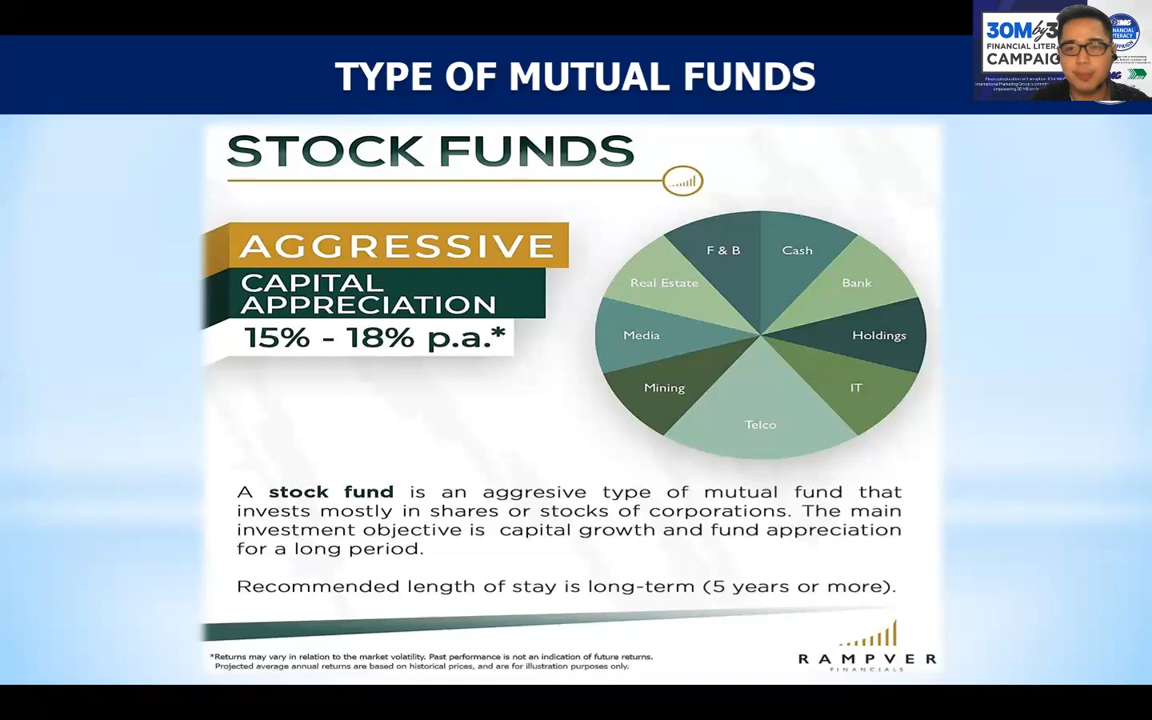 TYPE OF MUTUAL FUNDS
30M by 3
FINANCIAL LITER
CAMPAIG
STOCK FUNDS
AGGRESSIVE
CAPITAL
APPRECIATION
15% - 18% p.a.*
F & B
Cash
Real Estate
Bank
Media
Holdings
Mining
IT
Telco
A stock fund is an aggresive type of mutual fund that
invests mostly in shares or stocks of corporations. The main
investment objective is capital growth and fund appreciation
for a long period.
Recommended length of stay is long-term (5 years or more).
*Returns may vary in relation to the market volatility. Past performance is not an indication of future returns.
Projected average annual returns are based on historical prices, and are for illustration purposes only.
RAMPVER
FINANCIALS